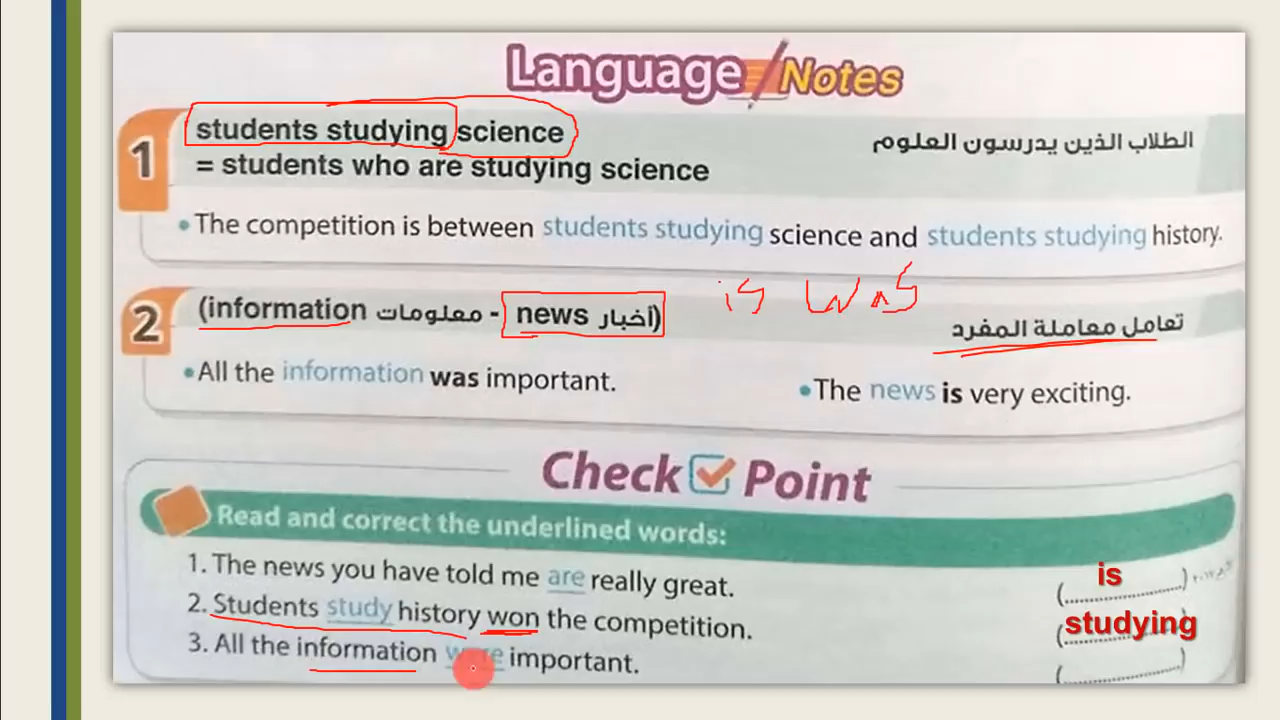 Language Notes
1 students studying science الطلاب الذين يدرسون العلوم
= students who are studying science
• The competition is between students studying science and students studying history.
is was
2 (information معلومات - news أخبار) تعامل معاملة المفرد
• All the information was important. • The news is very exciting.
Check Point
Read and correct the underlined words:
1. The news you have told me are really great. (is)
2. Students study history won the competition. (studying)
3. All the information were important. (..............)